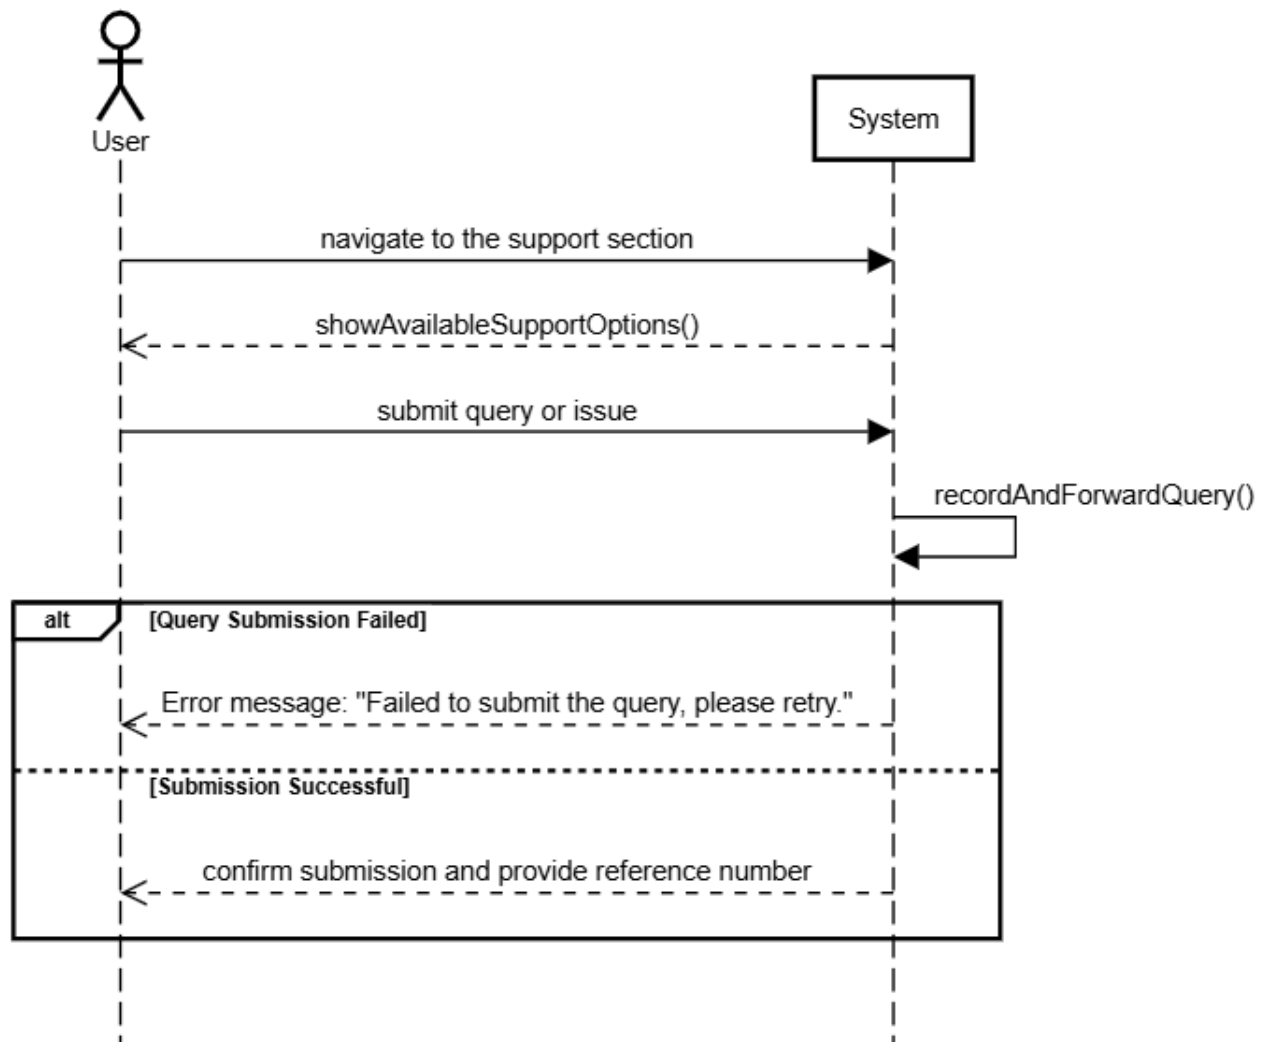 User
System
navigate to the support section
showAvailableSupportOptions()
submit query or issue
recordAndForwardQuery()
alt
[Query Submission Failed]
Error message: "Failed to submit the query, please retry."
[Submission Successful]
confirm submission and provide reference number